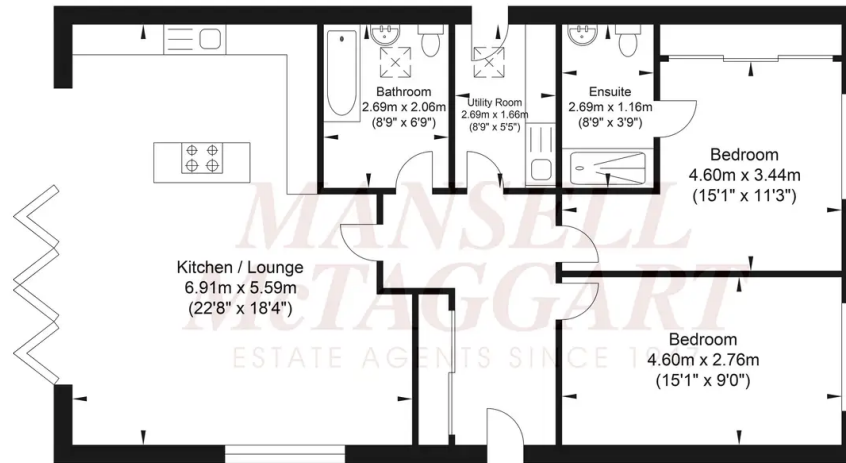 Bathroom
2.69m x 2.06m
(8'9" x 6'9")
Utility Room
2.69m x 1.66m
(8'9" x 5'5")
Ensuite
2.69m x 1.16m
(8'9" x 3'9")
Bedroom
4.60m x 3.44m
(15'1" x 11'3")
Kitchen / Lounge
6.91m x 5.59m
(22'8" x 18'4")
Bedroom
4.60m x 2.76m
(15'1" x 9'0")
MANSELL
McTAGGART
ESTATE AGENTS SINCE